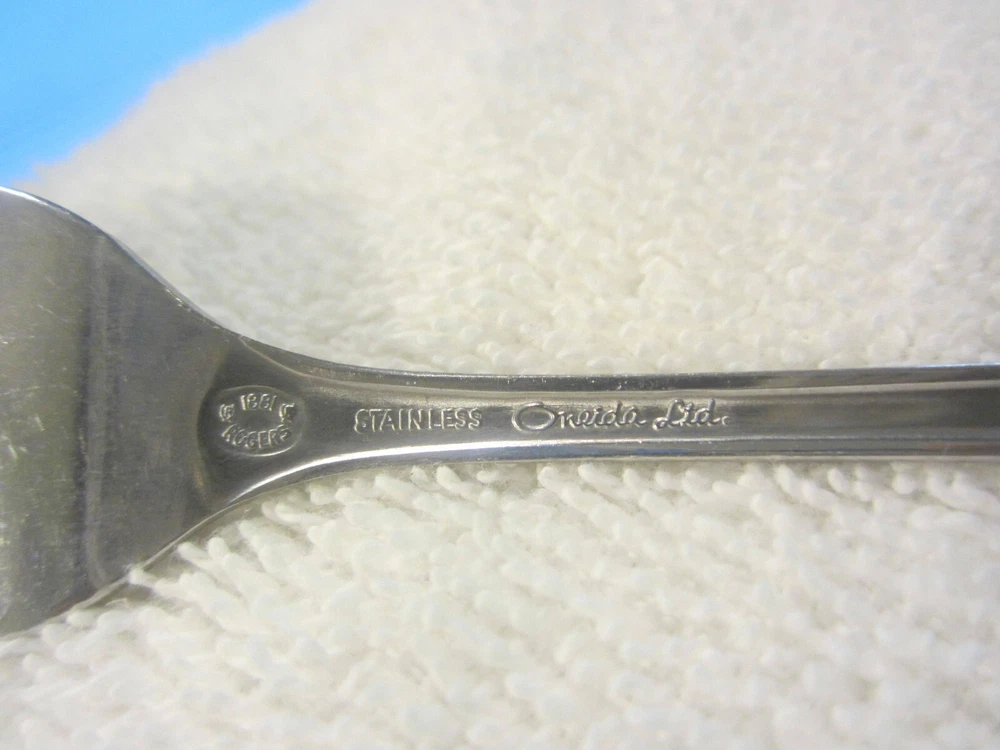 1881
ROGERS
STAINLESS Oneida Ltd.